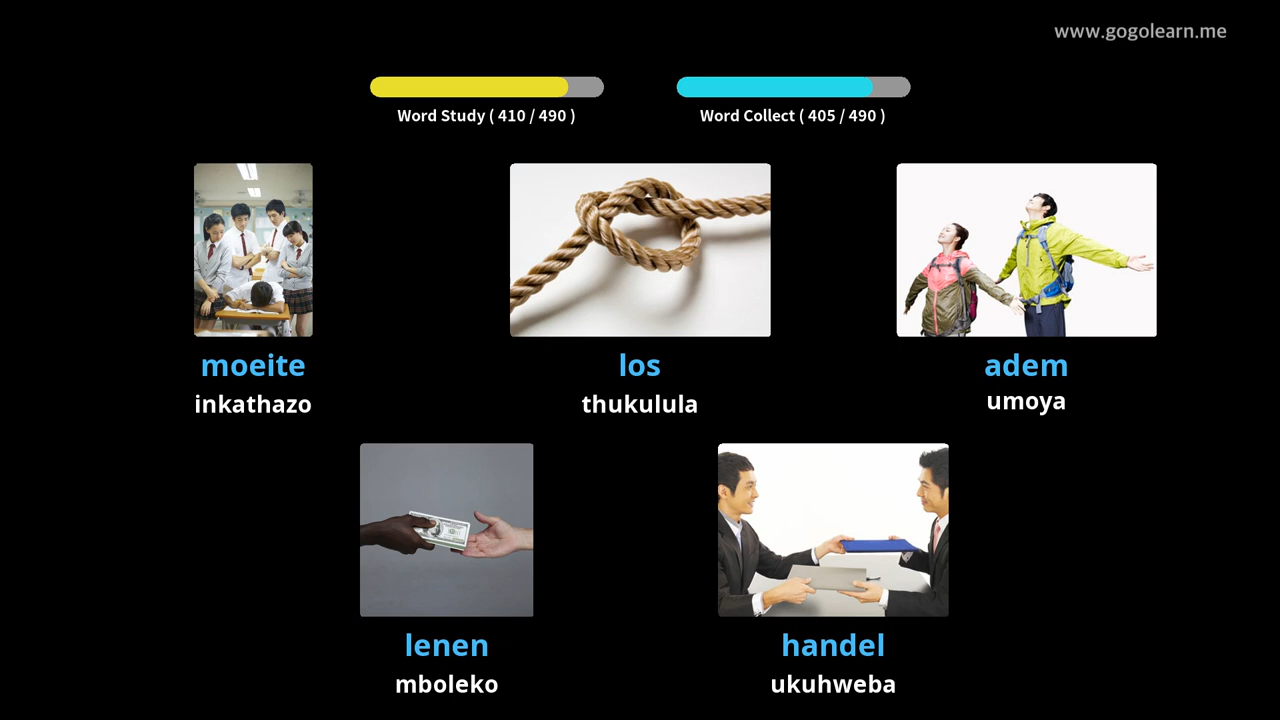 www.gogolearn.me
Word Study ( 410 / 490 )
Word Collect ( 405 / 490 )
moeite
inkathazo
los
thukulula
adem
umoya
lenen
mboleko
handel
ukuhweba